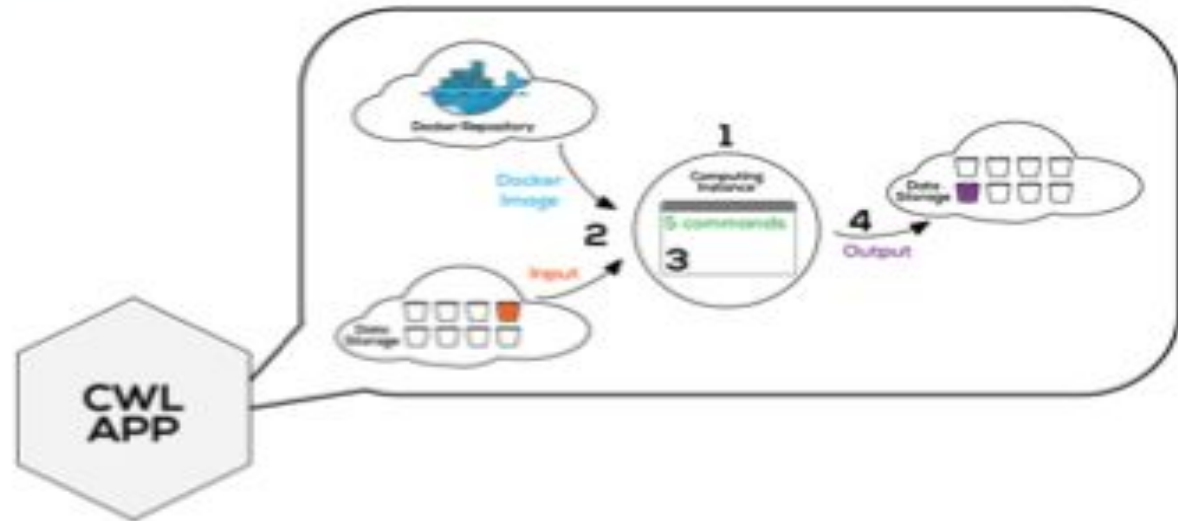 Docker Repository
1
Computing
Instance
Docker
Image
2
$ commands
3
Data
Storage
4
Output
Input
Data
Storage
CWL
APP